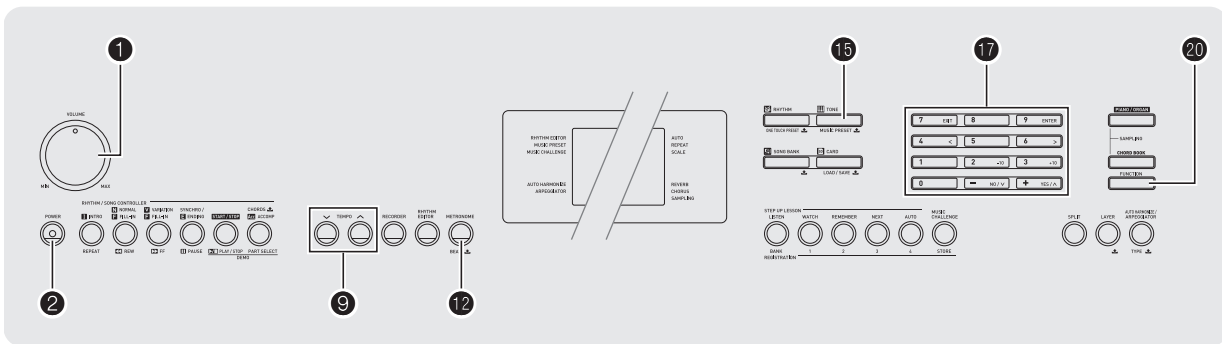 1
15
17
20
VOLUME
MIN
MAX
RHYTHM EDITOR
MUSIC PRESET
MUSIC CHALLENGE
AUTO HARMONIZE
ARPEGGIATOR
AUTO
REPEAT
SCALE
REVERB
CHORUS
SAMPLING
RHYTHM
TONE
ONE TOUCH PRESET
MUSIC PRESET
SONG BANK
CARD
LOAD / SAVE
7 EXIT 8 9 ENTER
4 < 5 6 >
1 2 -10 3 +10
0 − NO / ∨ + YES / ∧
PIANO / ORGAN
SAMPLING
CHORD BOOK
FUNCTION
RHYTHM / SONG CONTROLLER
POWER
I INTRO
N NORMAL
F FILL-IN
V VARIATION
F FILL-IN
SYNCHRO /
E ENDING
START / STOP
CHORDS
ACCOMP
REPEAT
REW
FF
PAUSE
PLAY / STOP
PART SELECT
DEMO
∨ TEMPO ∧
RECORDER
RHYTHM
EDITOR
METRONOME
BEAT
STEP UP LESSON
LISTEN
WATCH
REMEMBER
NEXT
AUTO
MUSIC
CHALLENGE
BANK
1
2
3
4
STORE
REGISTRATION
SPLIT
LAYER
AUTO HARMONIZE /
ARPEGGIATOR
TYPE
2
9
12